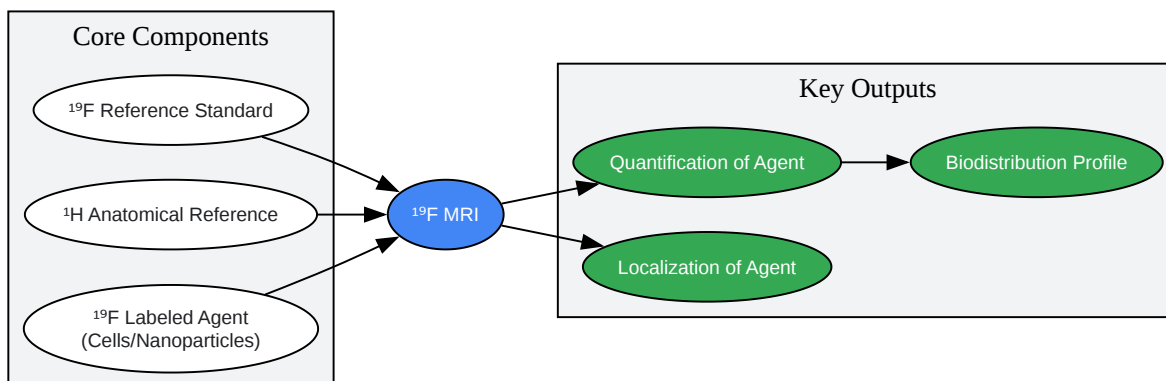 Core Components
¹⁹F Reference Standard
¹H Anatomical Reference
¹⁹F Labeled Agent
(Cells/Nanoparticles)
¹⁹F MRI
Key Outputs
Quantification of Agent
Biodistribution Profile
Localization of Agent